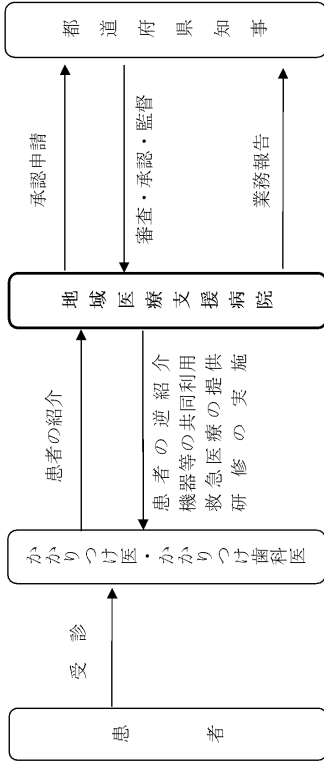 患者
受診
かかりつけ医・かかりつけ歯科医
患者の紹介
患者の逆紹介
機器等の共同利用
救急医療の提供
研修の実施
地域医療支援病院
承認申請
審査・承認・監督
業務報告
都道府県知事